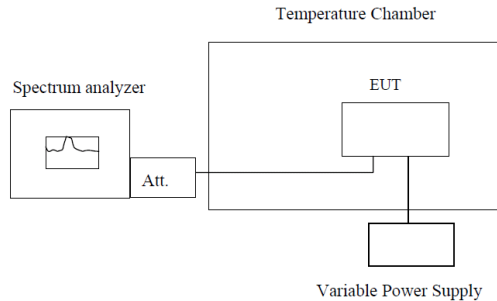 Temperature Chamber
Spectrum analyzer
EUT
Att.
Variable Power Supply